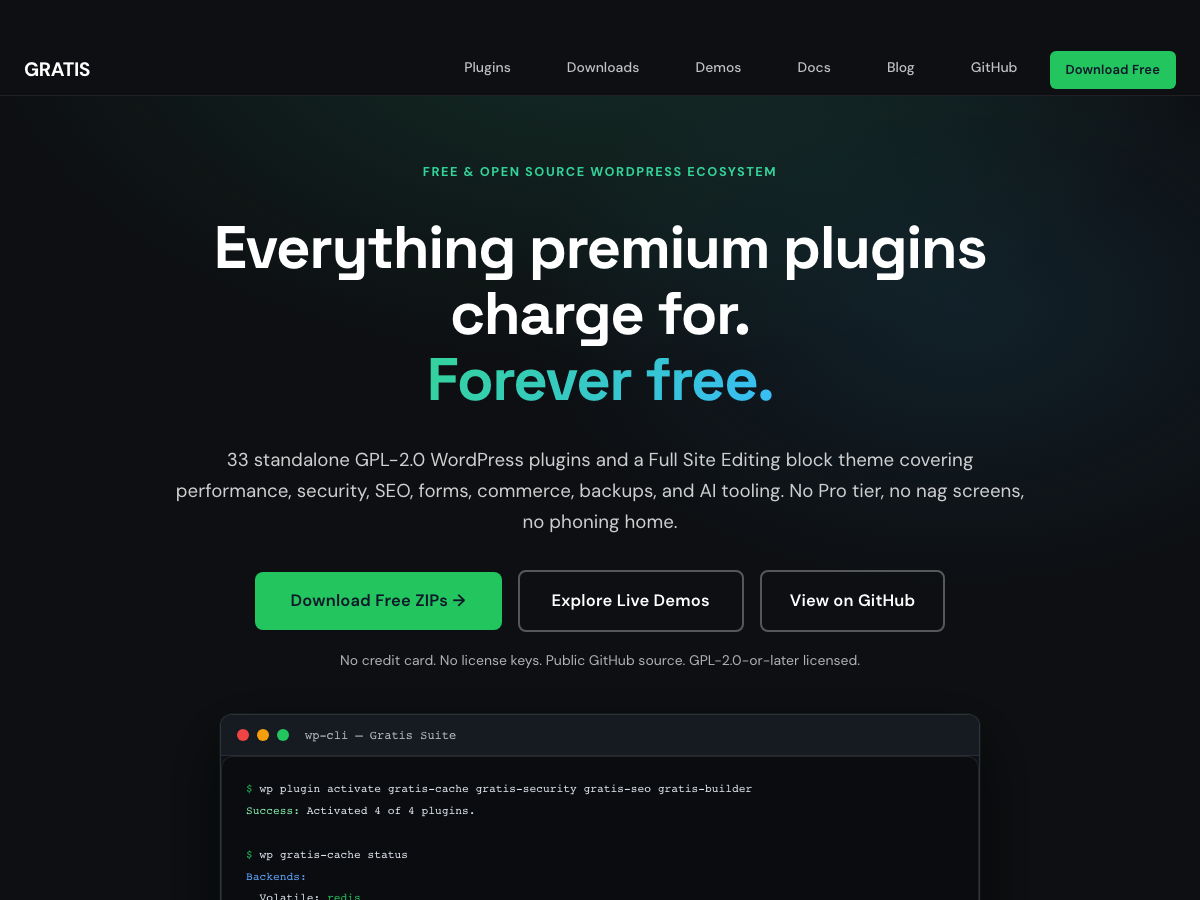 GRATIS
Plugins
Downloads
Demos
Docs
Blog
GitHub
Download Free
FREE & OPEN SOURCE WORDPRESS ECOSYSTEM
Everything premium plugins
charge for.
Forever free.
33 standalone GPL-2.0 WordPress plugins and a Full Site Editing block theme covering
performance, security, SEO, forms, commerce, backups, and AI tooling. No Pro tier, no nag screens,
no phoning home.
Download Free ZIPs →
Explore Live Demos
View on GitHub
No credit card. No license keys. Public GitHub source. GPL-2.0-or-later licensed.
wp-cli — Gratis Suite
$ wp plugin activate gratis-cache gratis-security gratis-seo gratis-builder
Success: Activated 4 of 4 plugins.
$ wp gratis-cache status
Backends:
Volatile: redis